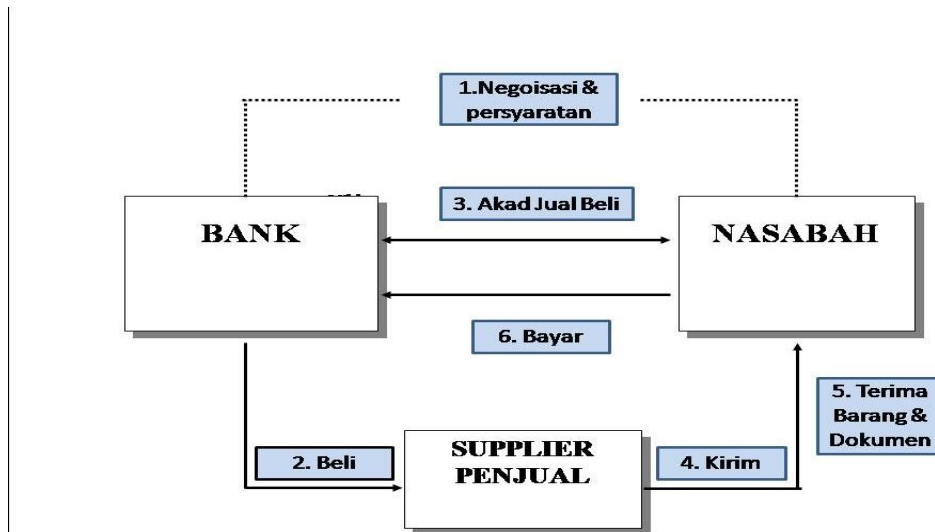 1.Negoisasi &
persyaratan
BANK
3. Akad Jual Beli
NASABAH
6. Bayar
5. Terima
Barang &
Dokumen
2. Beli
SUPPLIER
PENJUAL
4. Kirim